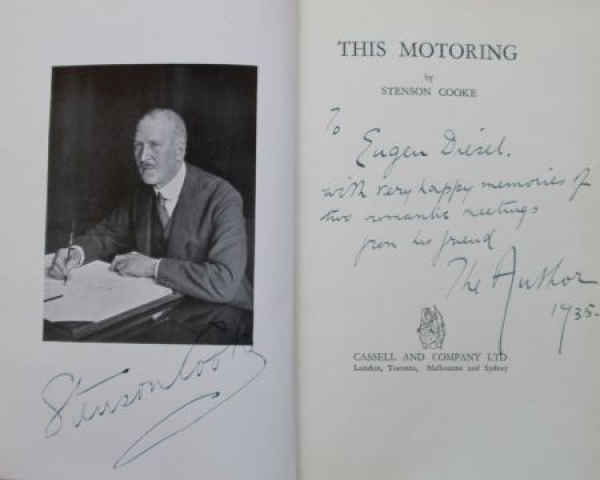 Stenson Cooke
THIS MOTORING
by
STENSON COOKE
To
Eugen Diesel.
with very happy memories of
two romantic meetings
from his friend
The Author
1935.
CASSELL AND COMPANY LTD
London, Toronto, Melbourne and Sydney